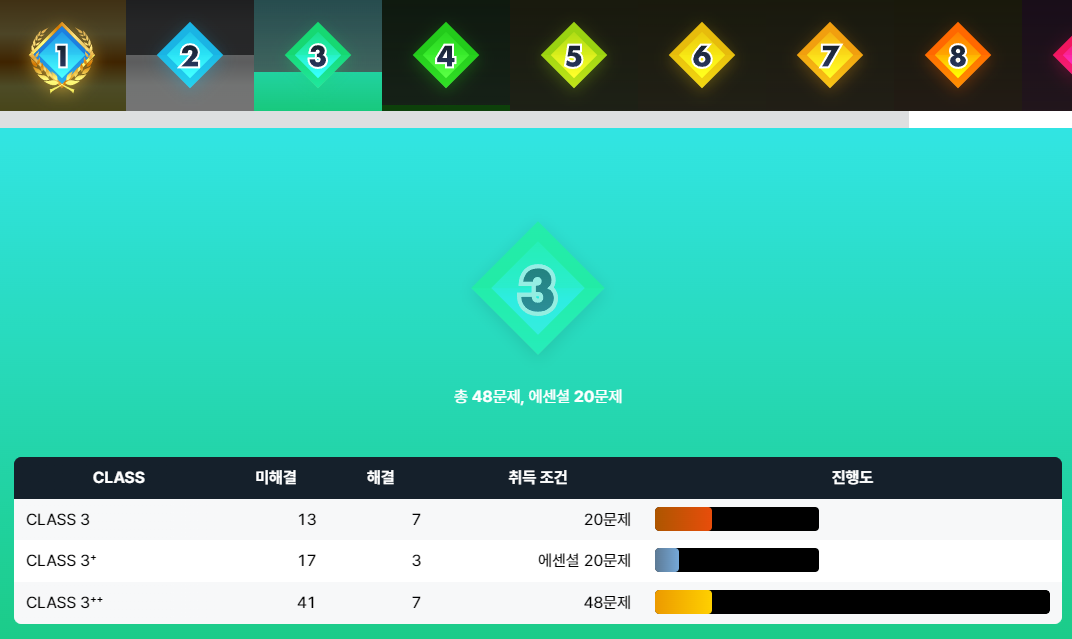 1 2 3 4 5 6 7 8
3
총 48문제, 에센셜 20문제
CLASS 미해결 해결 취득 조건 진행도
CLASS 3 13 7 20문제
CLASS 3⁺ 17 3 에센셜 20문제
CLASS 3⁺⁺ 41 7 48문제